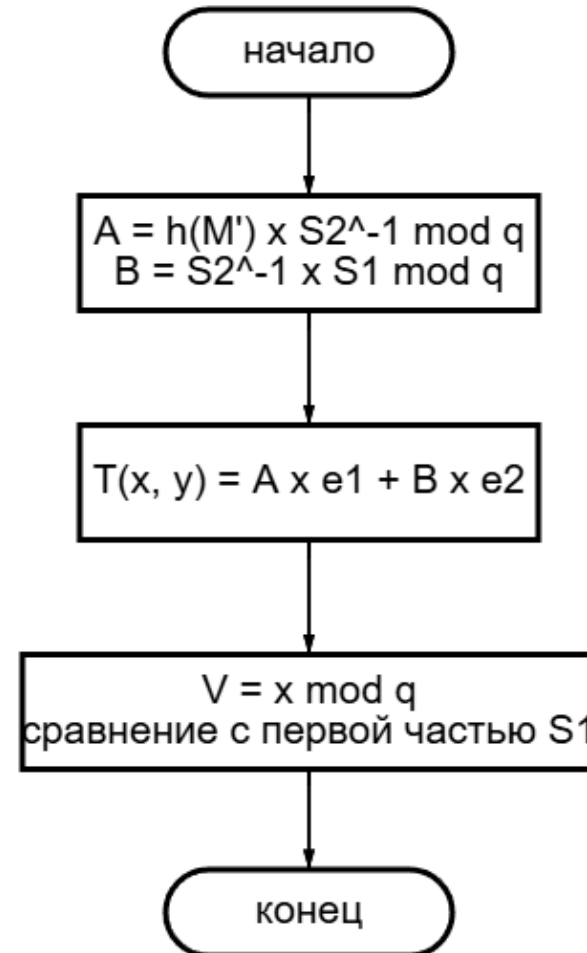 начало
A = h(M') x S2^-1 mod q
B = S2^-1 x S1 mod q
T(x, y) = A x e1 + B x e2
V = x mod q
сравнение с первой частью S1
конец